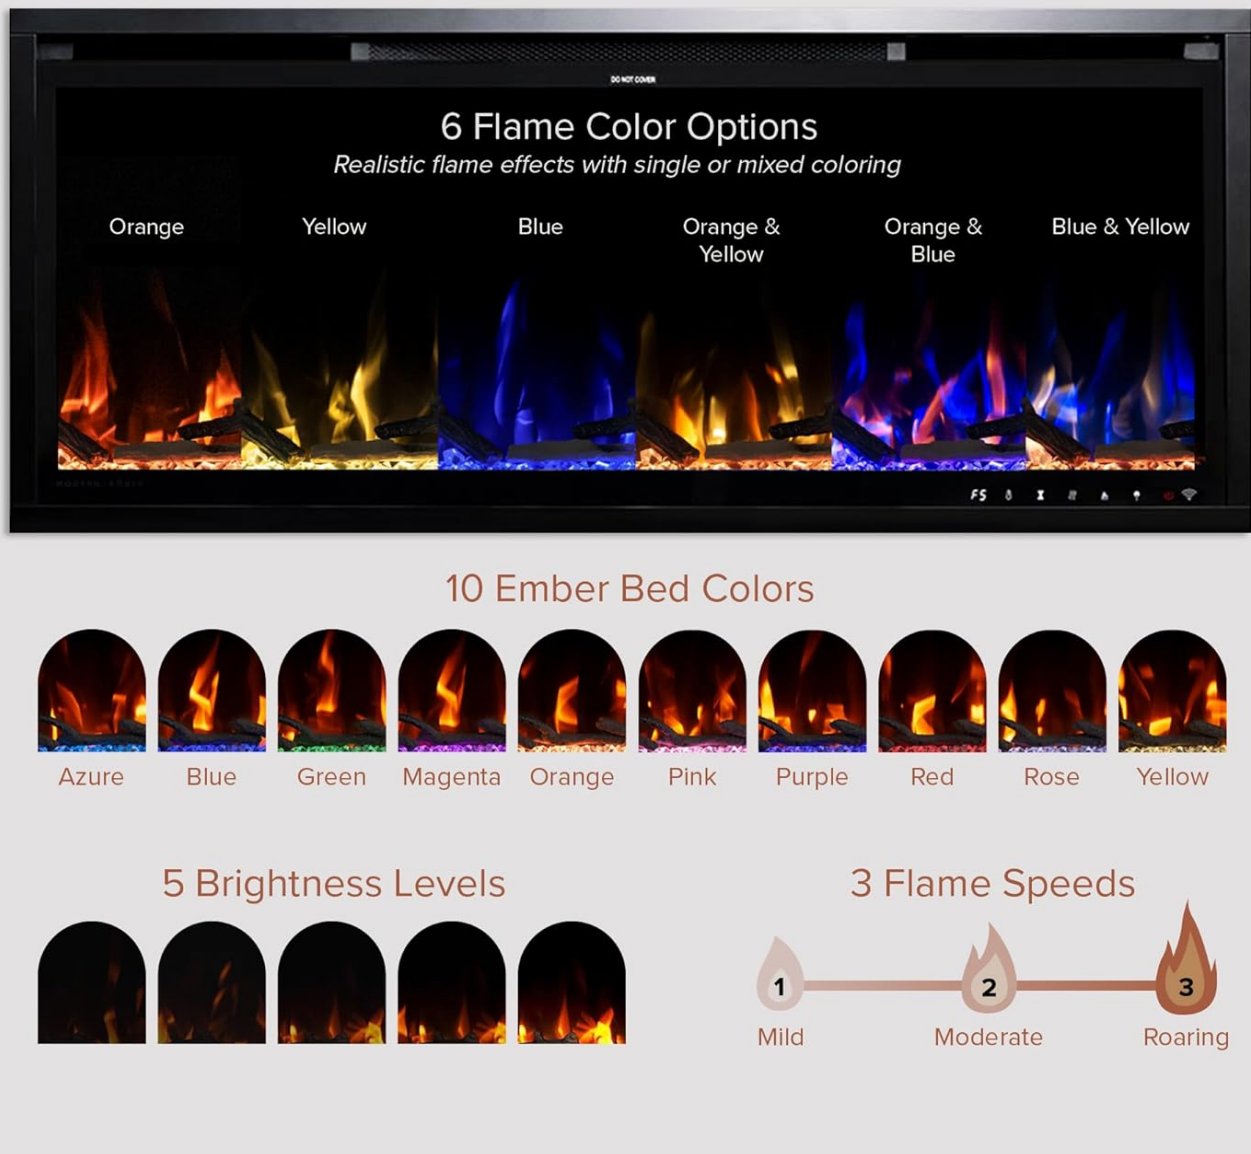 DO NOT COVER
6 Flame Color Options
Realistic flame effects with single or mixed coloring
Orange
Yellow
Blue
Orange &
Yellow
Orange &
Blue
Blue & Yellow
FS
10 Ember Bed Colors
Azure
Blue
Green
Magenta
Orange
Pink
Purple
Red
Rose
Yellow
5 Brightness Levels
3 Flame Speeds
1
2
3
Mild
Moderate
Roaring